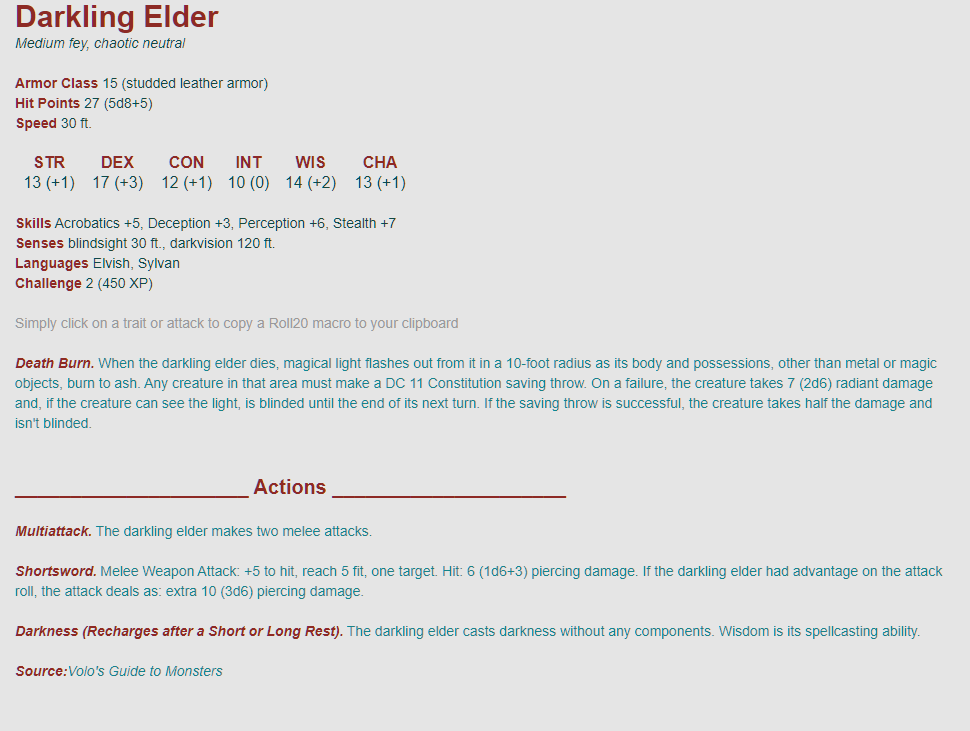 Darkling Elder
Medium fey, chaotic neutral
Armor Class 15 (studded leather armor)
Hit Points 27 (5d8+5)
Speed 30 ft.
STR DEX CON INT WIS CHA
13 (+1) 17 (+3) 12 (+1) 10 (0) 14 (+2) 13 (+1)
Skills Acrobatics +5, Deception +3, Perception +6, Stealth +7
Senses blindsight 30 ft., darkvision 120 ft.
Languages Elvish, Sylvan
Challenge 2 (450 XP)
Simply click on a trait or attack to copy a Roll20 macro to your clipboard
Death Burn. When the darkling elder dies, magical light flashes out from it in a 10-foot radius as its body and possessions, other than metal or magic
objects, burn to ash. Any creature in that area must make a DC 11 Constitution saving throw. On a failure, the creature takes 7 (2d6) radiant damage
and, if the creature can see the light, is blinded until the end of its next turn. If the saving throw is successful, the creature takes half the damage and
isn't blinded.
_____________________ Actions _____________________
Multiattack. The darkling elder makes two melee attacks.
Shortsword. Melee Weapon Attack: +5 to hit, reach 5 fit, one target. Hit: 6 (1d6+3) piercing damage. If the darkling elder had advantage on the attack
roll, the attack deals as: extra 10 (3d6) piercing damage.
Darkness (Recharges after a Short or Long Rest). The darkling elder casts darkness without any components. Wisdom is its spellcasting ability.
Source:Volo's Guide to Monsters